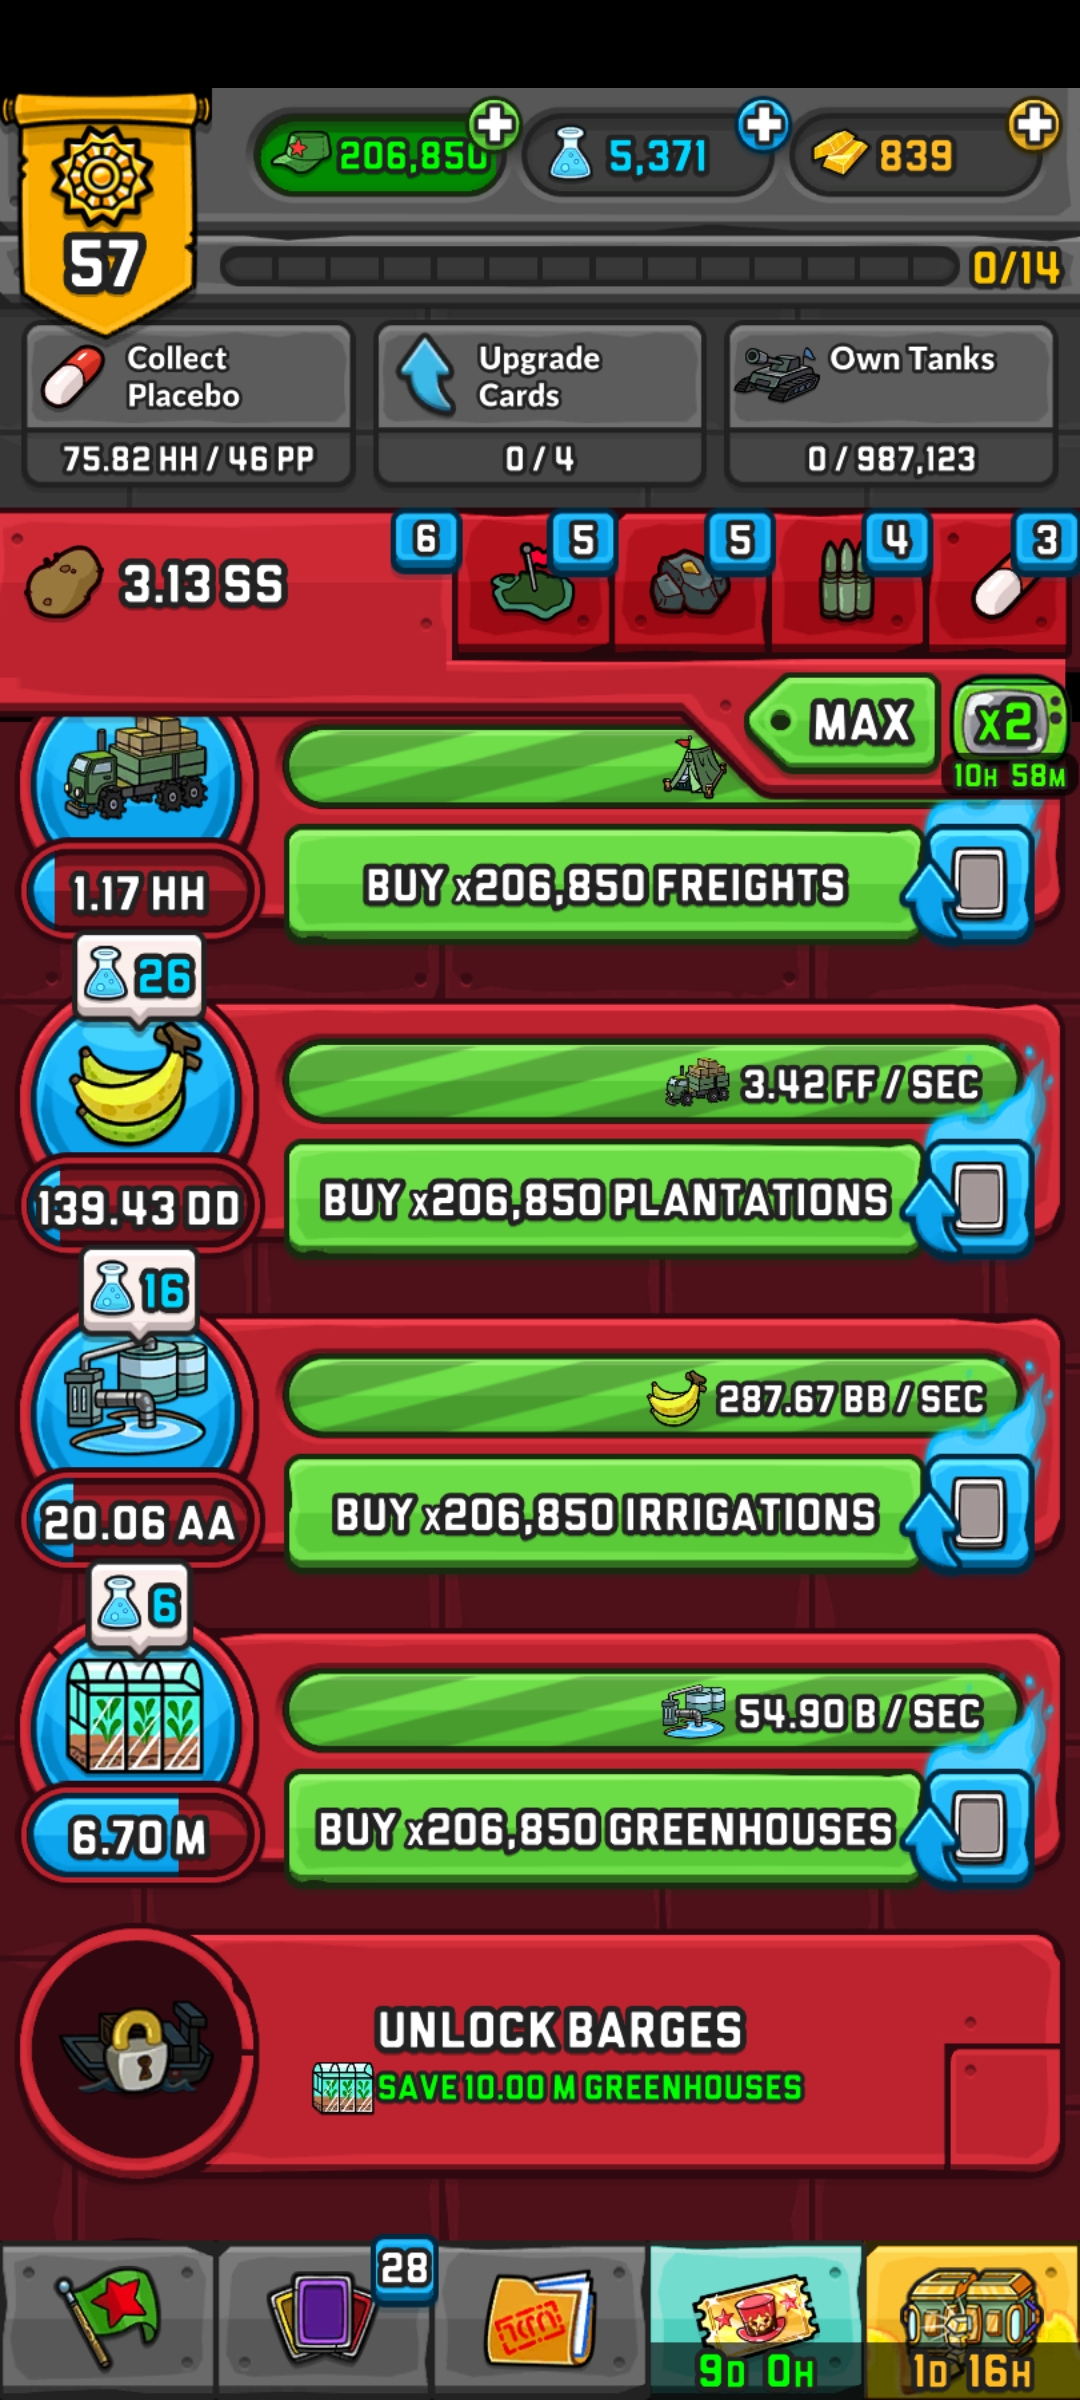 57
206,850
5,371
839
0/14
Collect
Placebo
75.82 HH / 46 PP
Upgrade
Cards
0 / 4
Own Tanks
0 / 987,123
3.13 SS
6
5
5
4
3
MAX
x2
10H 58M
1.17 HH
BUY x206,850 FREIGHTS
26
3.42 FF / SEC
139.43 DD
BUY x206,850 PLANTATIONS
16
287.67 BB / SEC
20.06 AA
BUY x206,850 IRRIGATIONS
6
54.90 B / SEC
6.70 M
BUY x206,850 GREENHOUSES
UNLOCK BARGES
SAVE 10.00 M GREENHOUSES
28
9D 0H
1D 16H